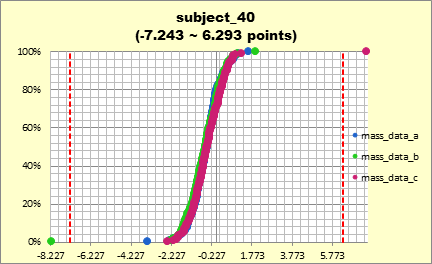 subject_40
(-7.243 ~ 6.293 points)
100%
80%
60%
40%
20%
0%
-8.227
-6.227
-4.227
-2.227
-0.227
1.773
3.773
5.773
mass_data_a
mass_data_b
mass_data_c